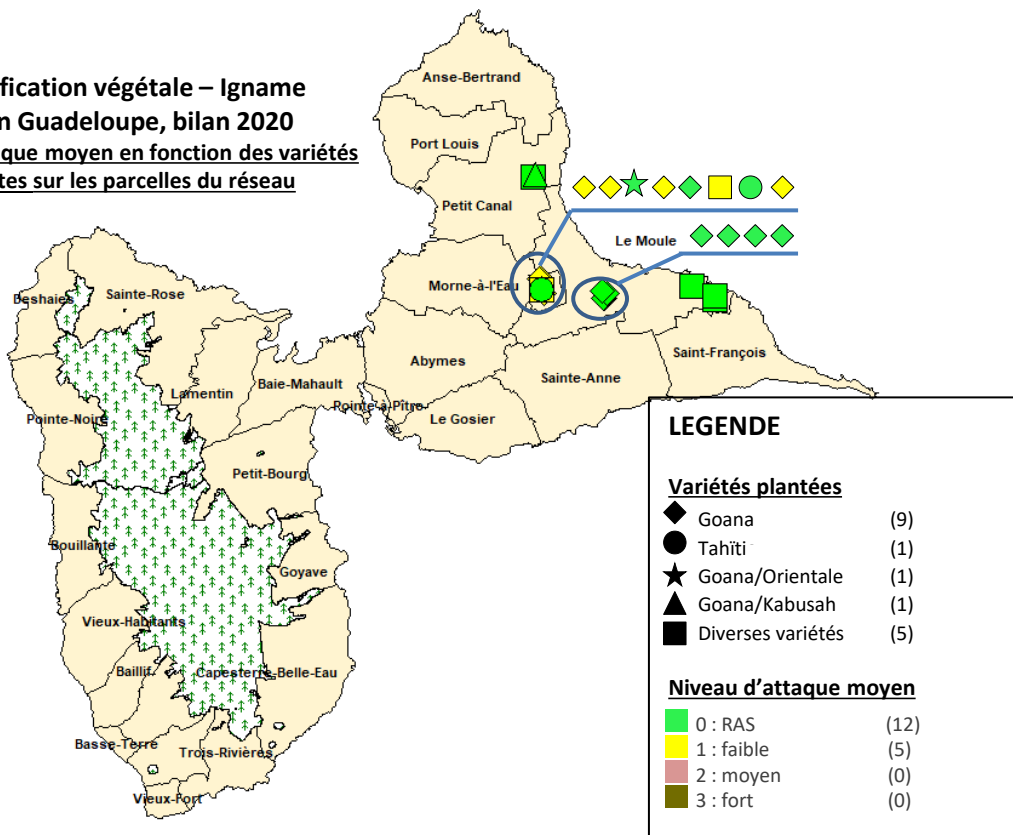 fication végétale – Igname
n Guadeloupe, bilan 2020
que moyen en fonction des variétés
tes sur les parcelles du réseau
Anse-Bertrand
Port Louis
Petit Canal
Le Moule
Morne-à-l'Eau
Deshaies
Sainte-Rose
Abymes
Saint-François
Sainte-Anne
Lamentin
Baie-Mahault
Pointe-à-Pitre
Le Gosier
Pointe-Noire
Petit-Bourg
Bouillante
Goyave
Vieux-Habitants
Baillif
Capesterre-Belle-Eau
Basse-Terre
Trois-Rivières
Vieux-Fort
LEGENDE
Variétés plantées
Goana (9)
Tahïti (1)
Goana/Orientale (1)
Goana/Kabusah (1)
Diverses variétés (5)
Niveau d'attaque moyen
0 : RAS (12)
1 : faible (5)
2 : moyen (0)
3 : fort (0)